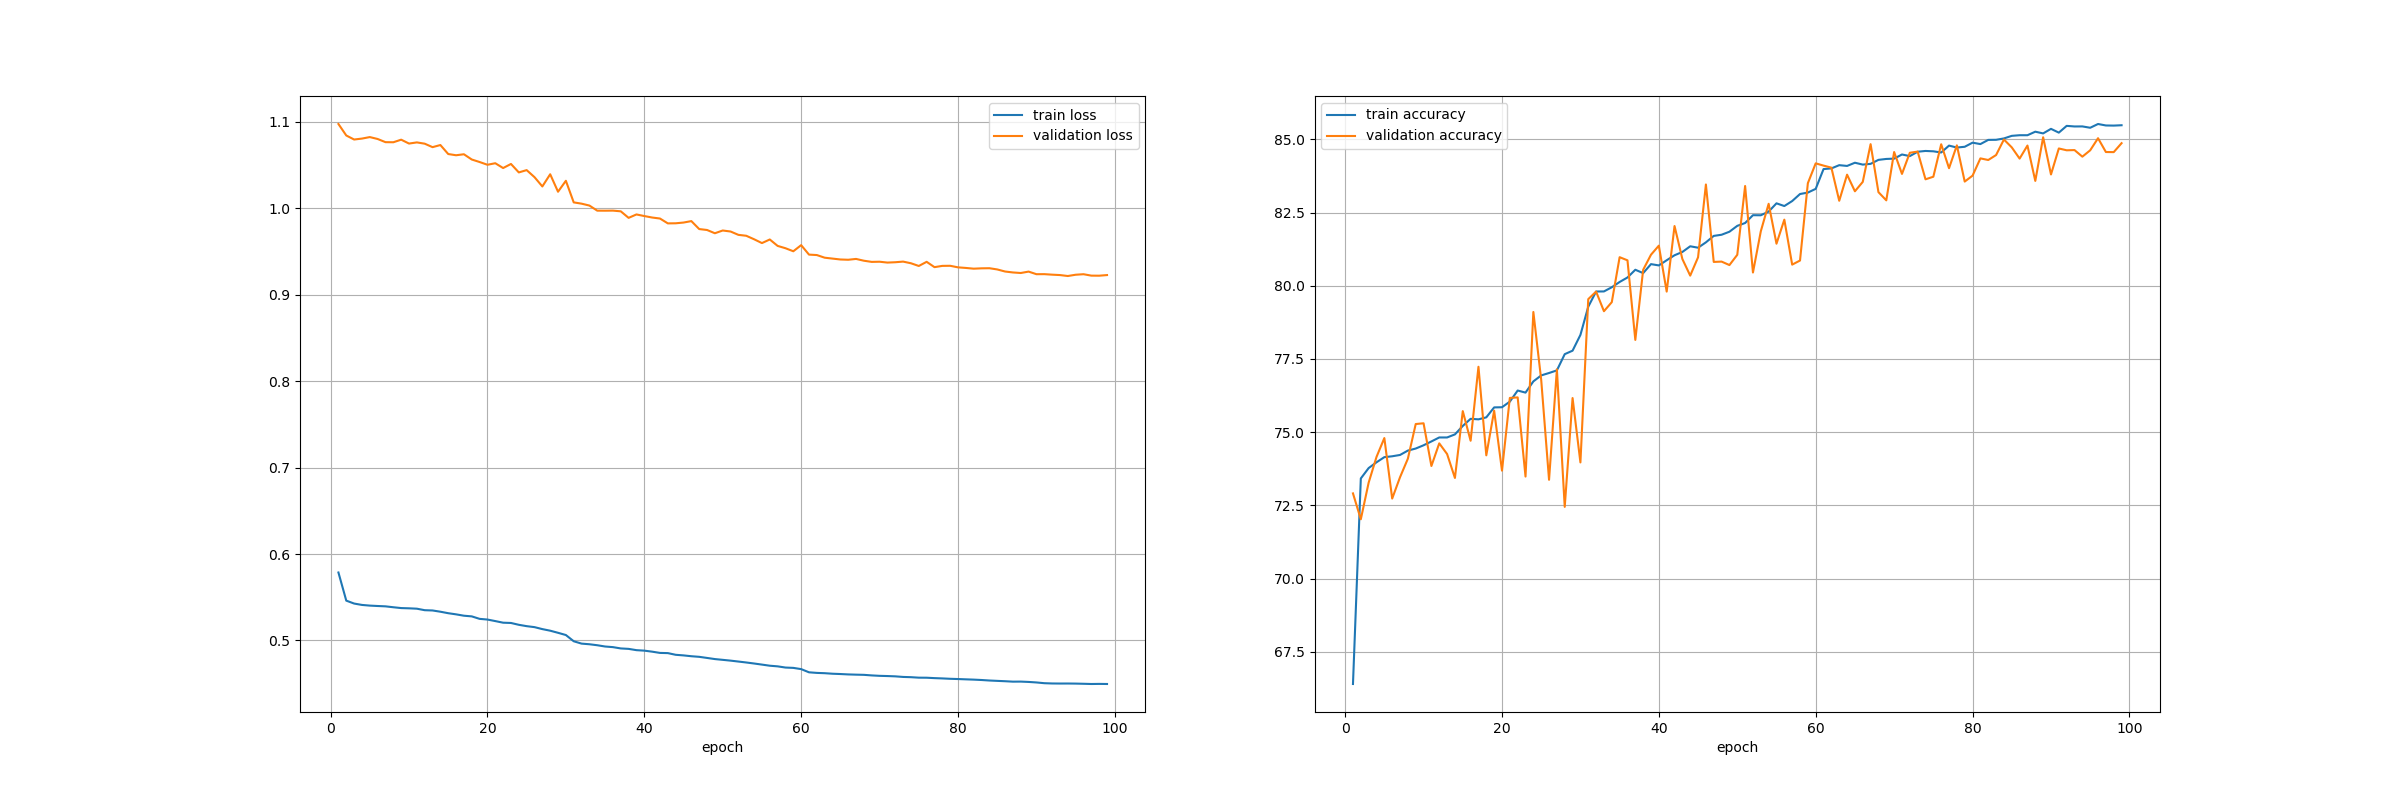 train loss
validation loss
1.1
1.0
0.9
0.8
0.7
0.6
0.5
0 20 40 60 80 100
epoch
train accuracy
validation accuracy
85.0
82.5
80.0
77.5
75.0
72.5
70.0
67.5
0 20 40 60 80 100
epoch